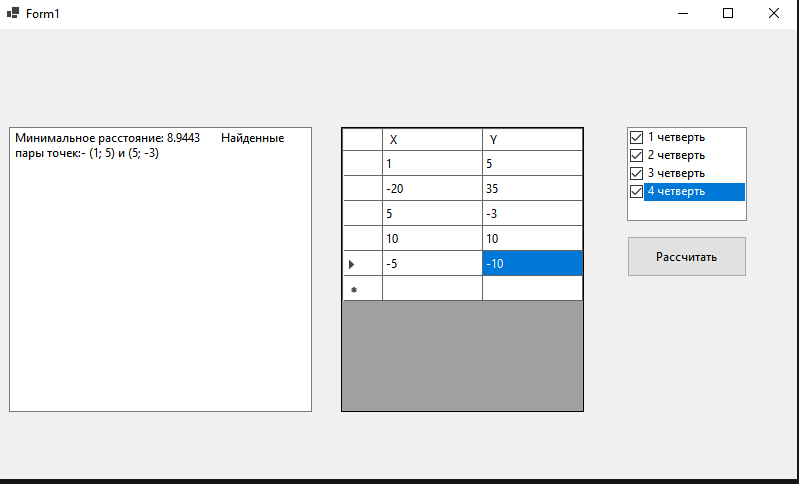 Form1
Минимальное расстояние: 8.9443 Найденные
пары точек:- (1; 5) и (5; -3)
X Y
1 5
-20 35
5 -3
10 10
-5 -10
1 четверть
2 четверть
3 четверть
4 четверть
Рассчитать